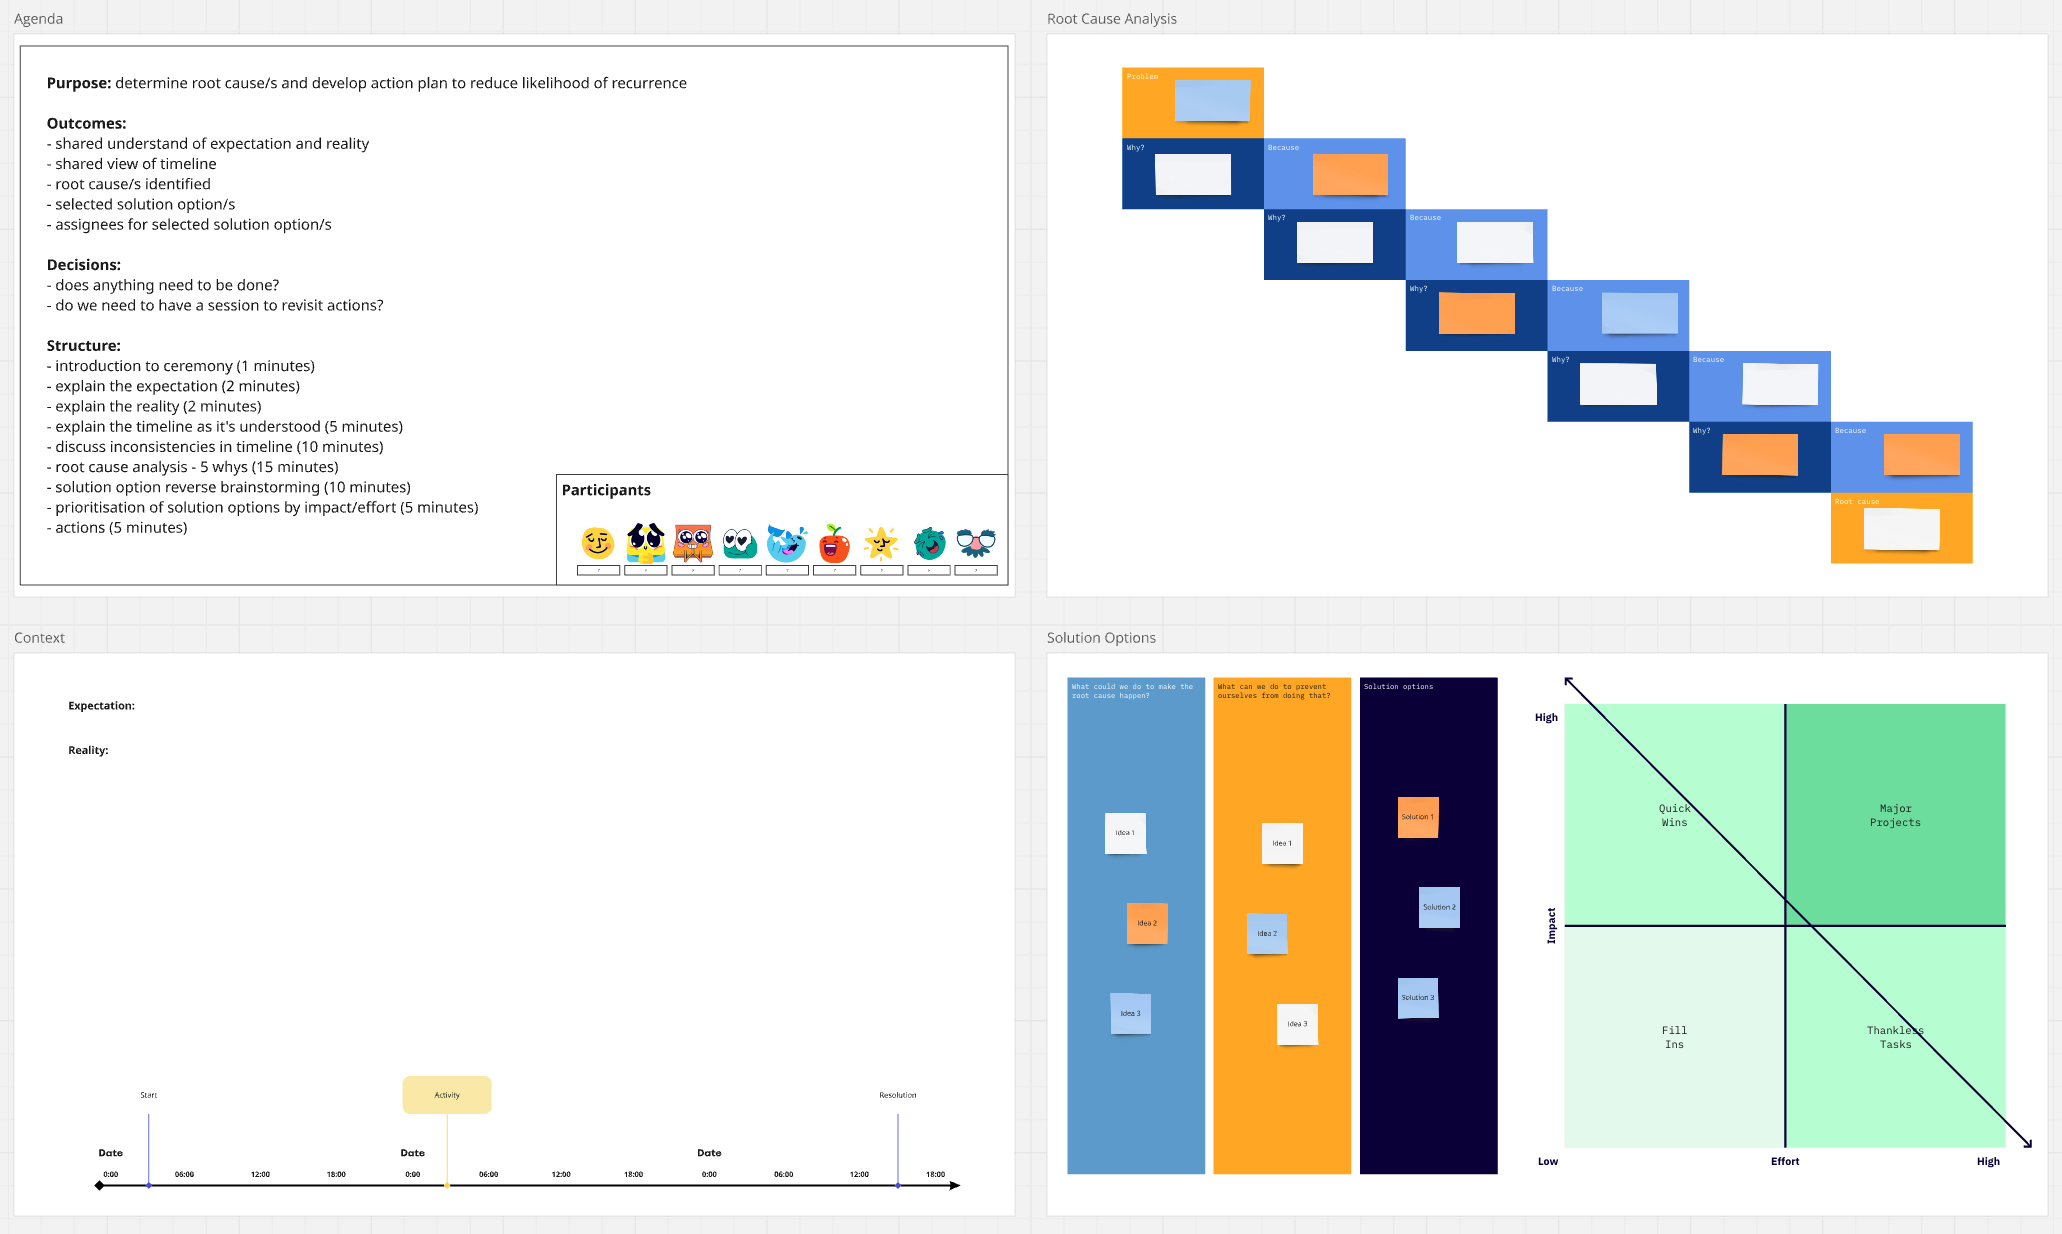 Agenda
Purpose: determine root cause/s and develop action plan to reduce likelihood of recurrence
Outcomes:
- shared understand of expectation and reality
- shared view of timeline
- root cause/s identified
- selected solution option/s
- assignees for selected solution option/s
Decisions:
- does anything need to be done?
- do we need to have a session to revisit actions?
Structure:
- introduction to ceremony (1 minutes)
- explain the expectation (2 minutes)
- explain the reality (2 minutes)
- explain the timeline as it's understood (5 minutes)
- discuss inconsistencies in timeline (10 minutes)
- root cause analysis - 5 whys (15 minutes)
- solution option reverse brainstorming (10 minutes)
- prioritisation of solution options by impact/effort (5 minutes)
- actions (5 minutes)
Participants
Root Cause Analysis
Problem
Why?
Because
Why?
Because
Why?
Because
Why?
Because
Why?
Because
Root cause
Context
Expectation:
Reality:
Start
Activity
Resolution
Date
Date
Date
0:00
06:00
12:00
18:00
0:00
06:00
12:00
18:00
0:00
06:00
12:00
18:00
Solution Options
What could we do to make the
root cause happen?
Idea 1
Idea 2
Idea 3
What can we do to prevent
ourselves from doing that?
Idea 1
Idea 2
Idea 3
Solution options
Solution 1
Solution 2
Solution 3
High
Impact
Quick
Wins
Major
Projects
Fill
Ins
Thankless
Tasks
Low
Effort
High